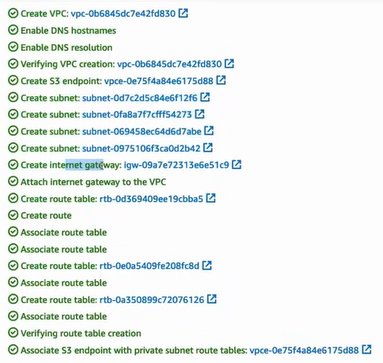 Create VPC: vpc-0b6845dc7e42fd830
Enable DNS hostnames
Enable DNS resolution
Verifying VPC creation: vpc-0b6845dc7e42fd830
Create S3 endpoint: vpce-0e75f4a84e6175d88
Create subnet: subnet-0d7c2d5c84e6f12f6
Create subnet: subnet-0fa8a7f7cfff54273
Create subnet: subnet-069458ec64d6d7abe
Create subnet: subnet-0975106f3ca0d2b42
Create internet gateway: igw-09a7e72313e6e51c9
Attach internet gateway to the VPC
Create route table: rtb-0d369409ee19cbba5
Create route
Associate route table
Associate route table
Create route table: rtb-0e0a5409fe208fc8d
Associate route table
Create route table: rtb-0a350899c72076126
Associate route table
Verifying route table creation
Associate S3 endpoint with private subnet route tables: vpce-0e75f4a84e6175d88